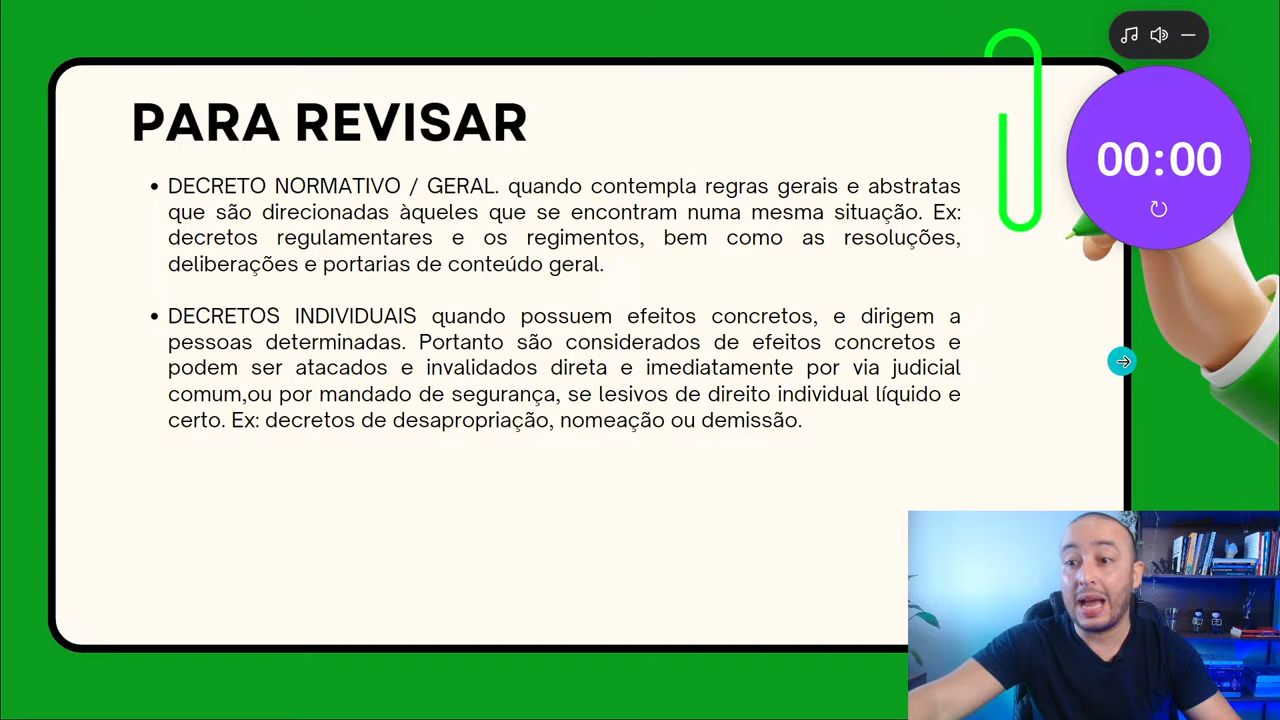 PARA REVISAR
00:00
• DECRETO NORMATIVO / GERAL. quando contempla regras gerais e abstratas
que são direcionadas àqueles que se encontram numa mesma situação. Ex:
decretos regulamentares e os regimentos, bem como as resoluções,
deliberações e portarias de conteúdo geral.
• DECRETOS INDIVIDUAIS quando possuem efeitos concretos, e dirigem a
pessoas determinadas. Portanto são considerados de efeitos concretos e
podem ser atacados e invalidados direta e imediatamente por via judicial
comum,ou por mandado de segurança, se lesivos de direito individual líquido e
certo. Ex: decretos de desapropriação, nomeação ou demissão.